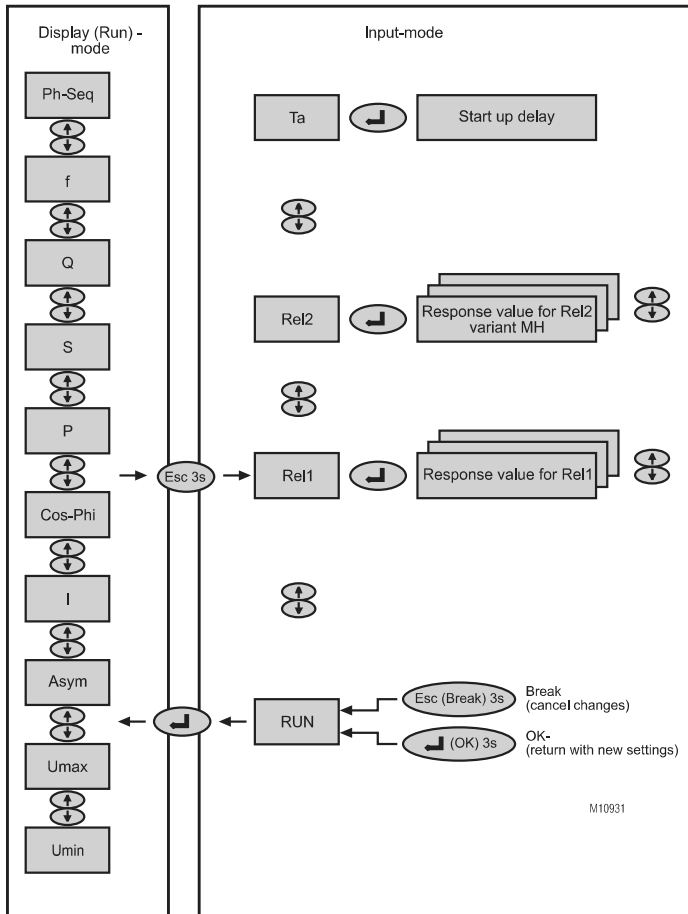 Display (Run) -
mode
Ph-Seq
f
Q
S
P
Cos-Phi
I
Asym
Umax
Umin
Esc 3s
Input-mode
Ta
Start up delay
Rel2
Response value for Rel2
variant MH
Rel1
Response value for Rel1
RUN
Esc (Break) 3s
Break
(cancel changes)
(OK) 3s
OK-
(return with new settings)
M10931